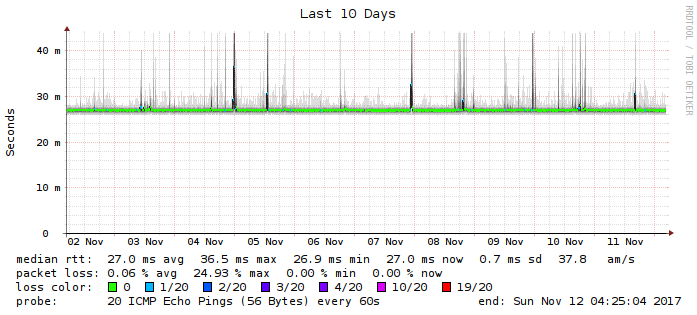 Last 10 Days
RRDTOOL / TOBI OETIKER
Seconds
40 m
30 m
20 m
10 m
0
02 Nov 03 Nov 04 Nov 05 Nov 06 Nov 07 Nov 08 Nov 09 Nov 10 Nov 11 Nov
median rtt: 27.0 ms avg 36.5 ms max 26.9 ms min 27.0 ms now 0.7 ms sd 37.8 am/s
packet loss: 0.06 % avg 24.93 % max 0.00 % min 0.00 % now
loss color: 0 1/20 2/20 3/20 4/20 10/20 19/20
probe: 20 ICMP Echo Pings (56 Bytes) every 60s end: Sun Nov 12 04:25:04 2017